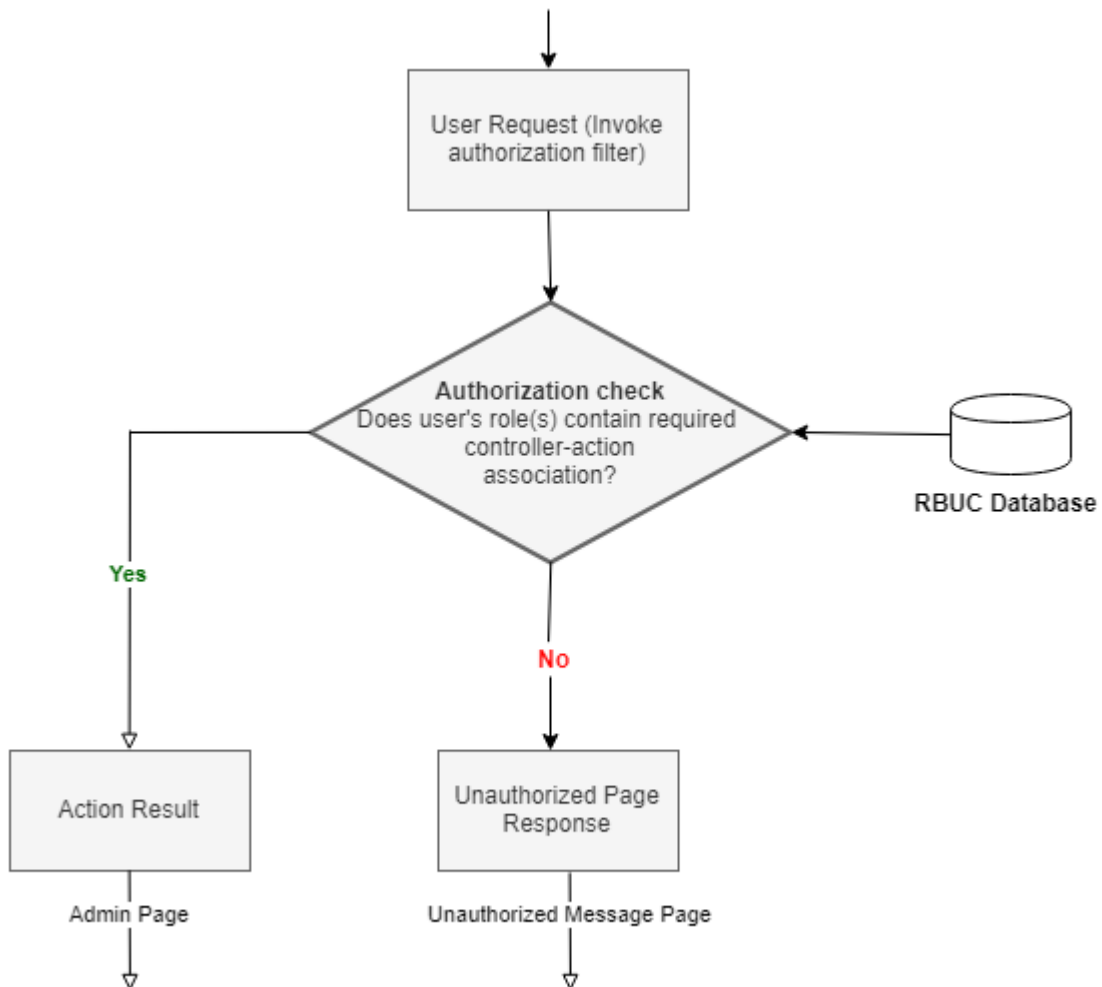 User Request (Invoke
authorization filter)
Authorization check
Does user's role(s) contain required
controller-action
association?
RBUC Database
Yes
No
Action Result
Unauthorized Page
Response
Admin Page
Unauthorized Message Page